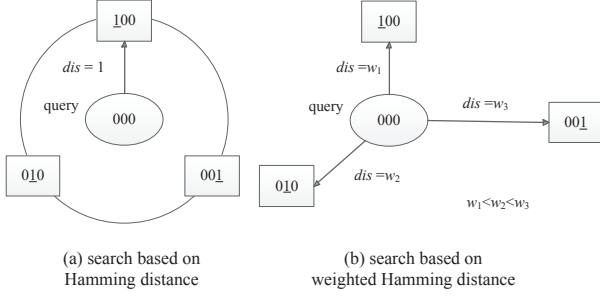 100
dis = 1
query
000
010
001
(a) search based on
Hamming distance
100
dis =w1
query
dis =w3
000
001
dis =w2
010
w1<w2<w3
(b) search based on
weighted Hamming distance